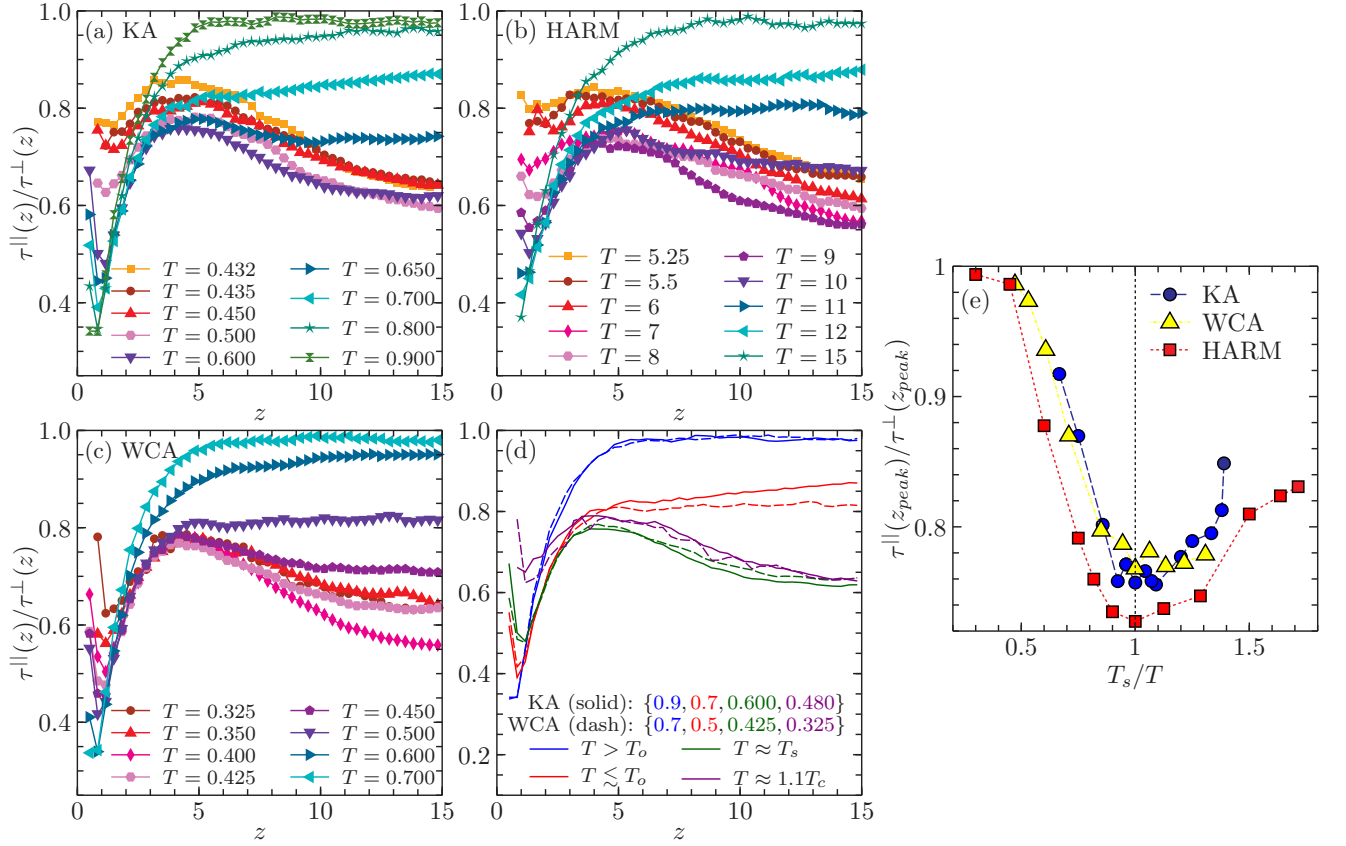 (a) KA
τ||(z)/τ⊥(z)
1.0
0.8
0.6
0.4
T = 0.432
T = 0.435
T = 0.450
T = 0.500
T = 0.600
T = 0.650
T = 0.700
T = 0.800
T = 0.900
0 5 10 15
z
(b) HARM
1.0
0.8
0.6
0.4
T = 5.25
T = 5.5
T = 6
T = 7
T = 8
T = 9
T = 10
T = 11
T = 12
T = 15
0 5 10 15
z
(c) WCA
τ||(z)/τ⊥(z)
1.0
0.8
0.6
0.4
T = 0.325
T = 0.350
T = 0.400
T = 0.425
T = 0.450
T = 0.500
T = 0.600
T = 0.700
0 5 10 15
z
(d)
1.0
0.8
0.6
0.4
0.2
0.1
KA (solid): {0.9, 0.7, 0.600, 0.480}
WCA (dash): {0.7, 0.5, 0.425, 0.325}
T > To
T ≲ To
T ≈ Ts
T ≈ 1.1Tc
0 5 10 15
z
(e)
τ||(zpeak)/τ⊥(zpeak)
1
0.9
0.8
KA
WCA
HARM
0.5 1 1.5
Ts/T